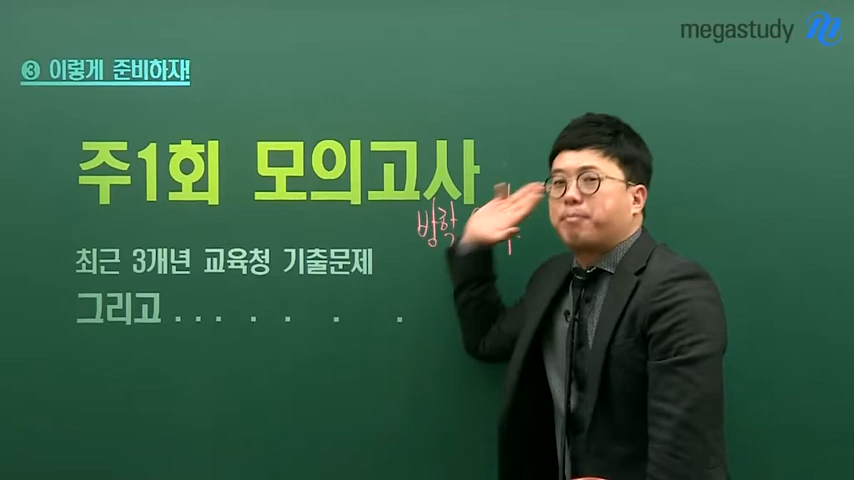 megastudy
❸ 이렇게 준비하자!
주1회 모의고사
방학
최근 3개년 교육청 기출문제
그리고 . . . . . . .